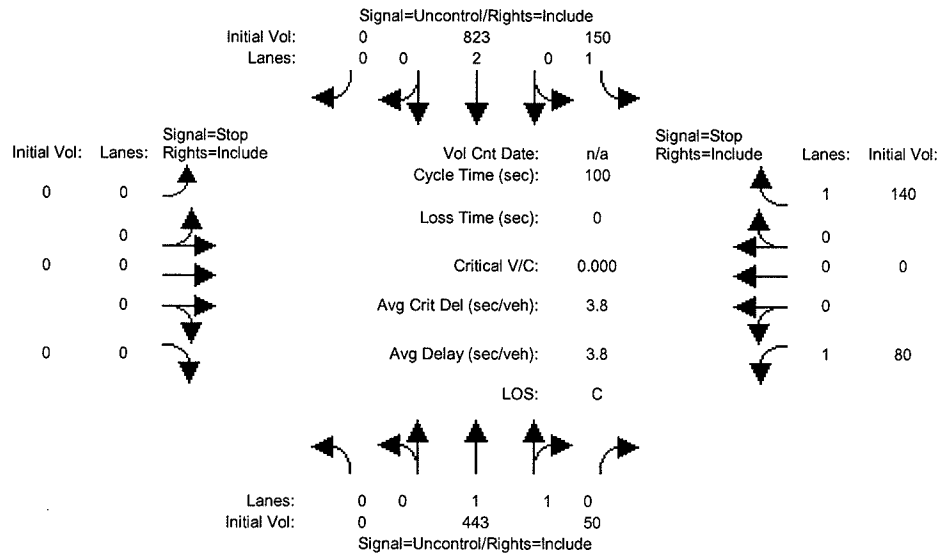 Signal=Uncontrol/Rights=Include
Initial Vol: 0 823 150
Lanes: 0 0 2 0 1
Signal=Stop
Initial Vol: Lanes: Rights=Include
0 0
0
0 0
0
0 0
Vol Cnt Date: n/a
Cycle Time (sec): 100
Loss Time (sec): 0
Critical V/C: 0.000
Avg Crit Del (sec/veh): 3.8
Avg Delay (sec/veh): 3.8
LOS: C
Signal=Stop
Rights=Include Lanes: Initial Vol:
1 140
0
0 0
0
1 80
Lanes: 0 0 1 1 0
Initial Vol: 0 443 50
Signal=Uncontrol/Rights=Include